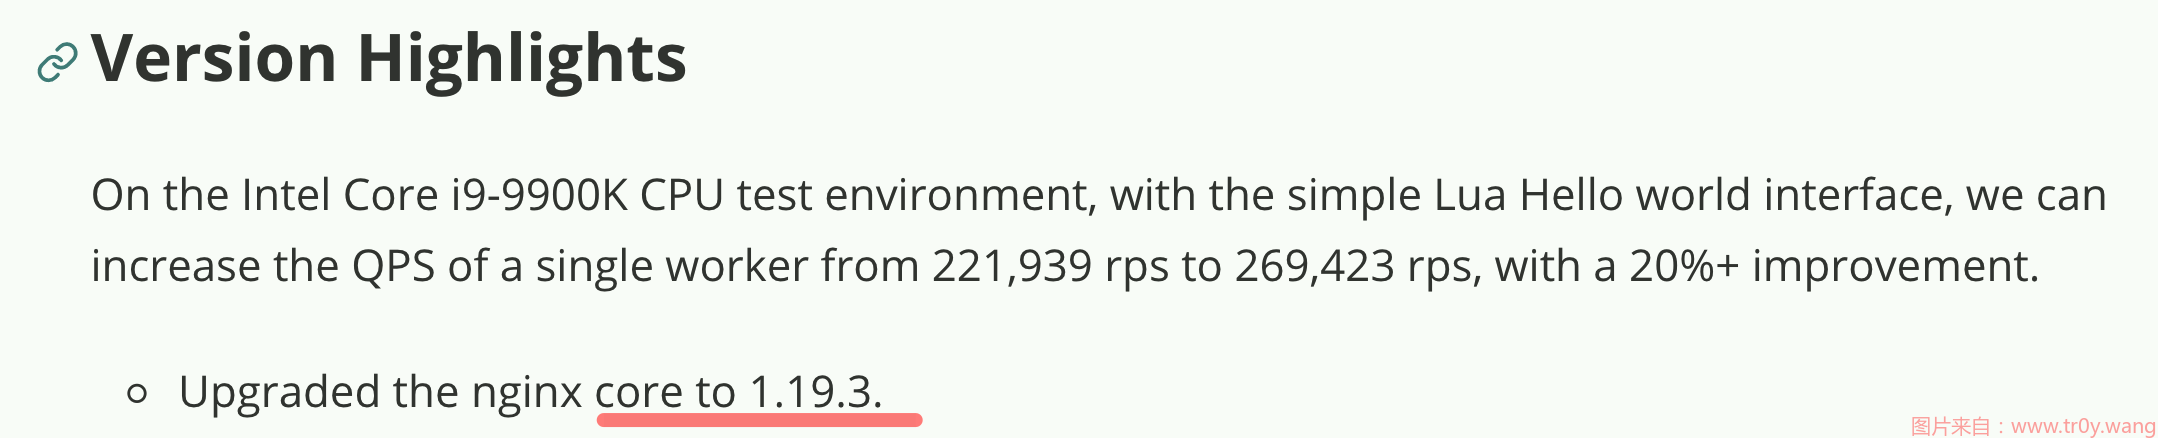 Version Highlights
On the Intel Core i9-9900K CPU test environment, with the simple Lua Hello world interface, we can
increase the QPS of a single worker from 221,939 rps to 269,423 rps, with a 20%+ improvement.
Upgraded the nginx core to 1.19.3.
图片来自：www.tr0y.wang